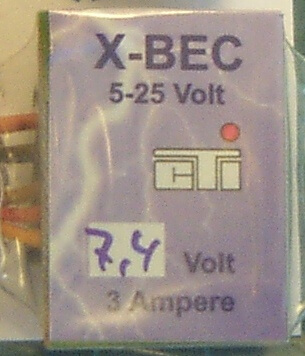 X-BEC
5-25 Volt
CTi
7,4 Volt
3 Ampere